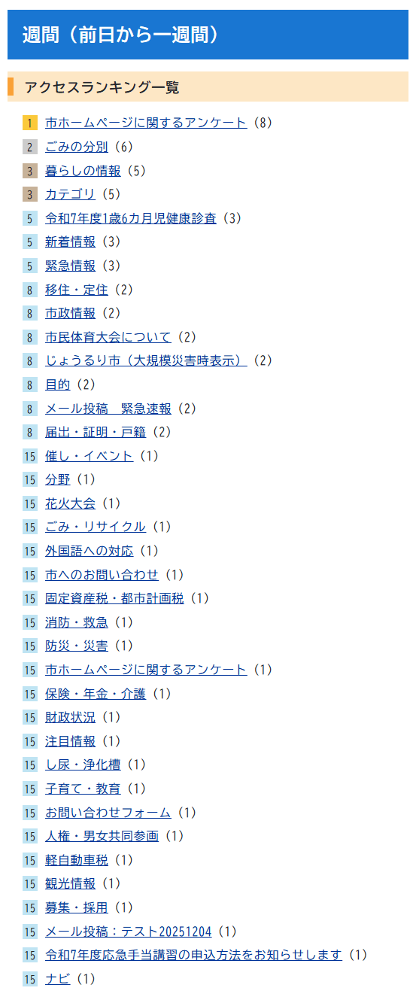 週間（前日から一週間）
アクセスランキング一覧
1 市ホームページに関するアンケート（8）
2 ごみの分別（6）
3 暮らしの情報（5）
3 カテゴリ（5）
5 令和7年度1歳6カ月児健康診査（3）
5 新着情報（3）
5 緊急情報（3）
8 移住・定住（2）
8 市政情報（2）
8 市民体育大会について（2）
8 じょうるり市（大規模災害時表示）（2）
8 目的（2）
8 メール投稿　緊急速報（2）
8 届出・証明・戸籍（2）
15 催し・イベント（1）
15 分野（1）
15 花火大会（1）
15 ごみ・リサイクル（1）
15 外国語への対応（1）
15 市へのお問い合わせ（1）
15 固定資産税・都市計画税（1）
15 消防・救急（1）
15 防災・災害（1）
15 市ホームページに関するアンケート（1）
15 保険・年金・介護（1）
15 財政状況（1）
15 注目情報（1）
15 し尿・浄化槽（1）
15 子育て・教育（1）
15 お問い合わせフォーム（1）
15 人権・男女共同参画（1）
15 軽自動車税（1）
15 観光情報（1）
15 募集・採用（1）
15 メール投稿：テスト20251204（1）
15 令和7年度応急手当講習の申込方法をお知らせします（1）
15 ナビ（1）